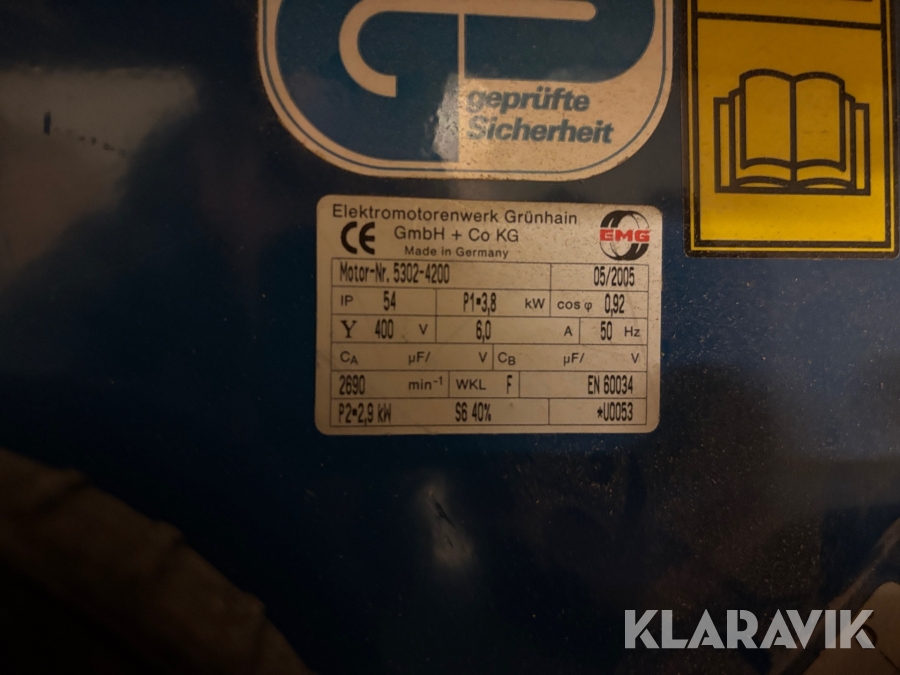 geprüfte
Sicherheit
Elektromotorenwerk Grünhain
GmbH + Co KG
CE
EMG
Made in Germany
Motor-Nr. 5302-4200 05/2005
IP 54 P1=3,8 kW cos φ 0,92
Y 400 V 6,0 A 50 Hz
CA µF/ V CB µF/ V
2690 min-1 WKL F EN 60034
P2=2,9 kW S6 40% *U0053
KLARAVIK